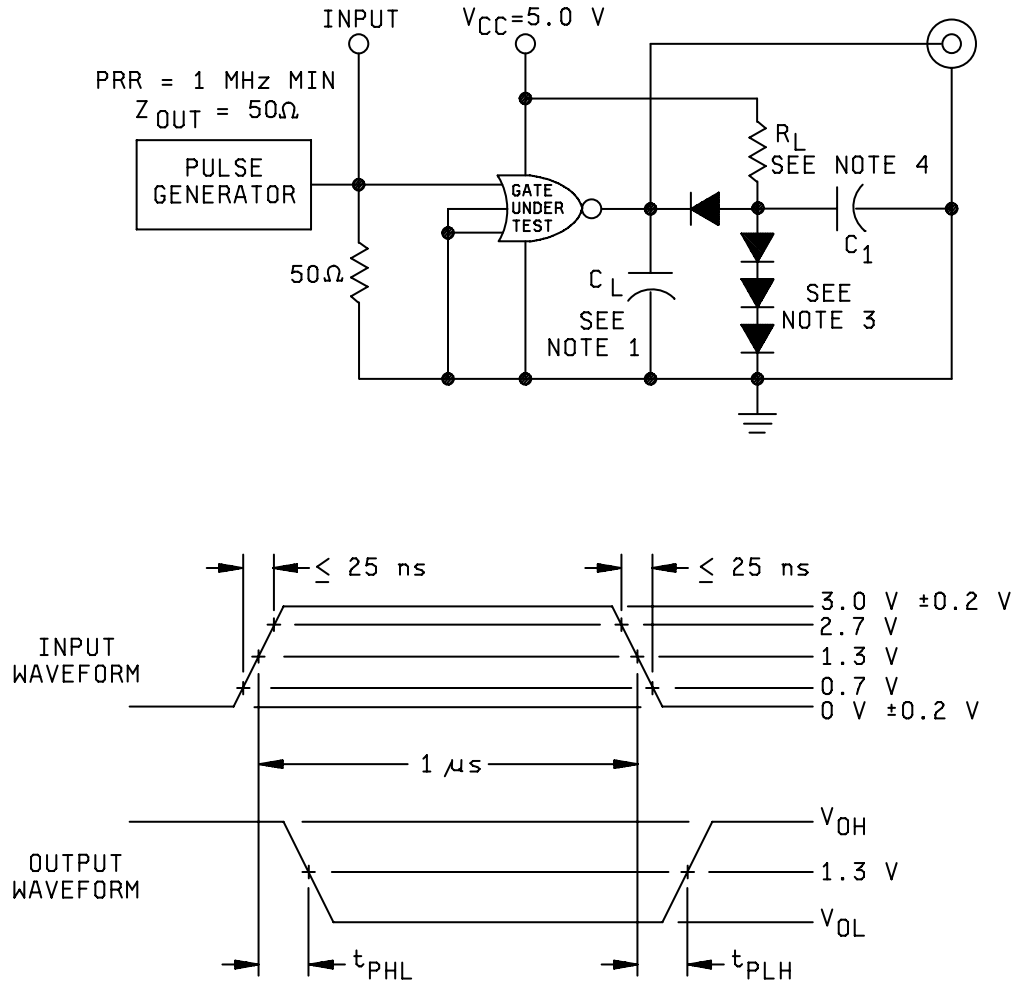 INPUT
VCC=5.0 V
PRR = 1 MHz MIN
ZOUT = 50Ω
PULSE
GENERATOR
GATE
UNDER
TEST
RL
SEE NOTE 4
C1
50Ω
CL
SEE
NOTE 1
SEE
NOTE 3
≤ 25 ns
≤ 25 ns
INPUT
WAVEFORM
3.0 V ±0.2 V
2.7 V
1.3 V
0.7 V
0 V ±0.2 V
1 μs
OUTPUT
WAVEFORM
VOH
1.3 V
VOL
tPHL
tPLH